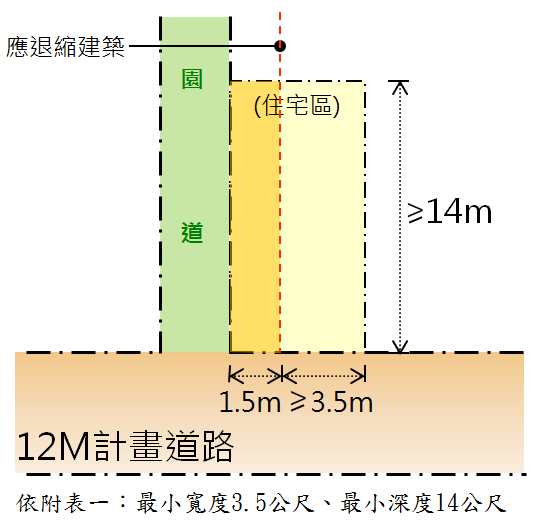 應退縮建築
園
道
(住宅區)
≥14m
1.5m ≥3.5m
12M計畫道路
依附表一：最小寬度3.5公尺、最小深度14公尺